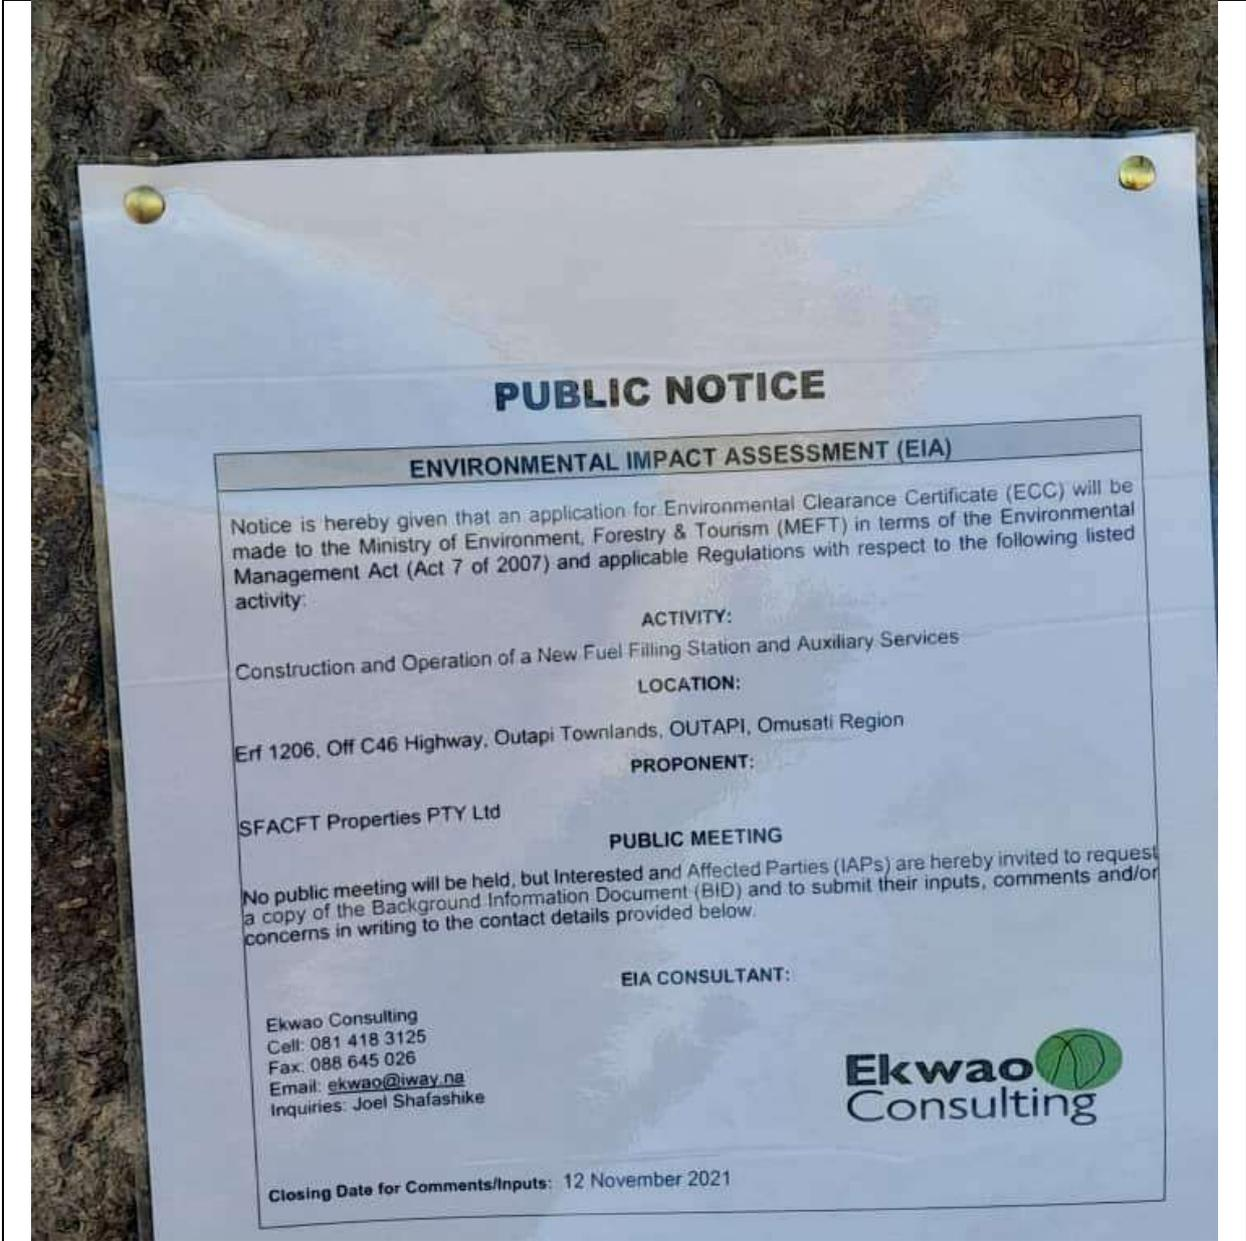 PUBLIC NOTICE
ENVIRONMENTAL IMPACT ASSESSMENT (EIA)
Notice is hereby given that an application for Environmental Clearance Certificate (ECC) will be
made to the Ministry of Environment, Forestry & Tourism (MEFT) in terms of the Environmental
Management Act (Act 7 of 2007) and applicable Regulations with respect to the following listed
activity:
ACTIVITY:
Construction and Operation of a New Fuel Filling Station and Auxiliary Services
LOCATION:
Erf 1206, Off C46 Highway, Outapi Townlands, OUTAPI, Omusati Region
PROPONENT:
SFACFT Properties PTY Ltd
PUBLIC MEETING
No public meeting will be held, but Interested and Affected Parties (IAPs) are hereby invited to request
a copy of the Background Information Document (BID) and to submit their inputs, comments and/or
concerns in writing to the contact details provided below.
EIA CONSULTANT:
Ekwao Consulting
Cell: 081 418 3125
Fax: 088 645 026
Email: ekwao@iway.na
Inquiries: Joel Shafashike
Ekwao
Consulting
Closing Date for Comments/Inputs: 12 November 2021